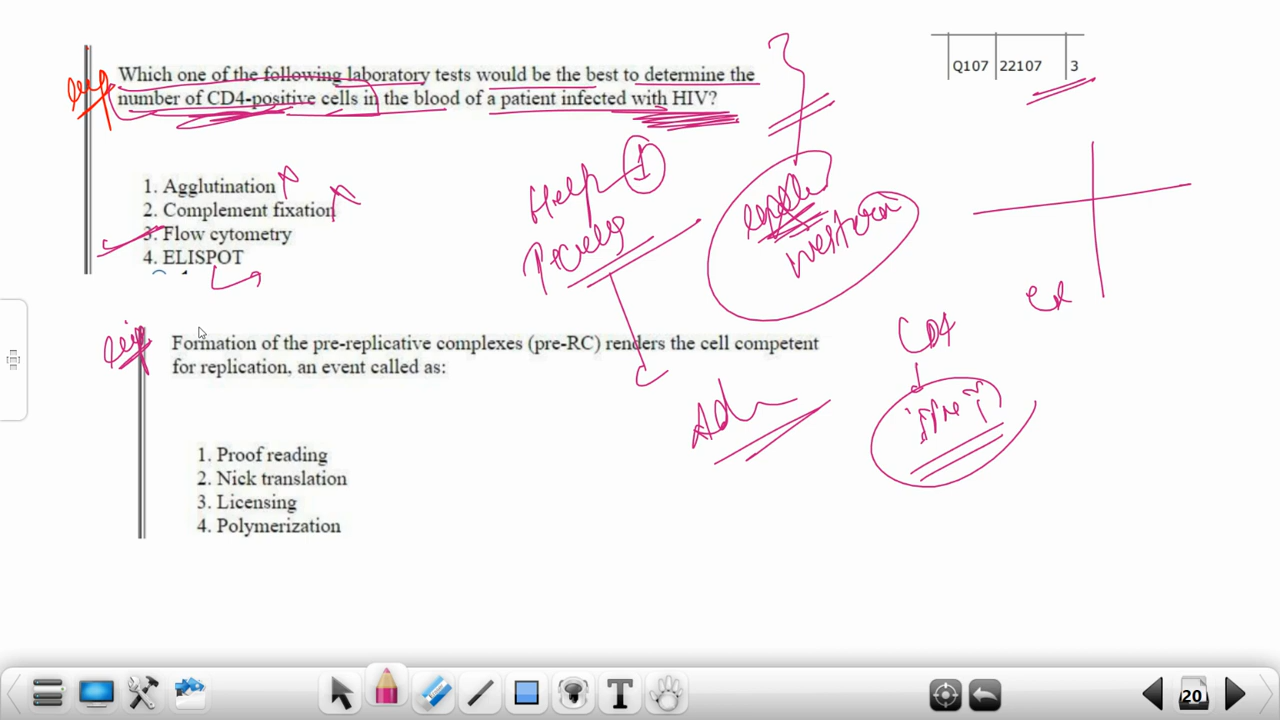 Which one of the following laboratory tests would be the best to determine the
number of CD4-positive cells in the blood of a patient infected with HIV?
Q107 22107 3
1. Agglutination
2. Complement fixation
3. Flow cytometry
4. ELISPOT
Help
western
CD4
Formation of the pre-replicative complexes (pre-RC) renders the cell competent
for replication, an event called as:
1. Proof reading
2. Nick translation
3. Licensing
4. Polymerization
T
20